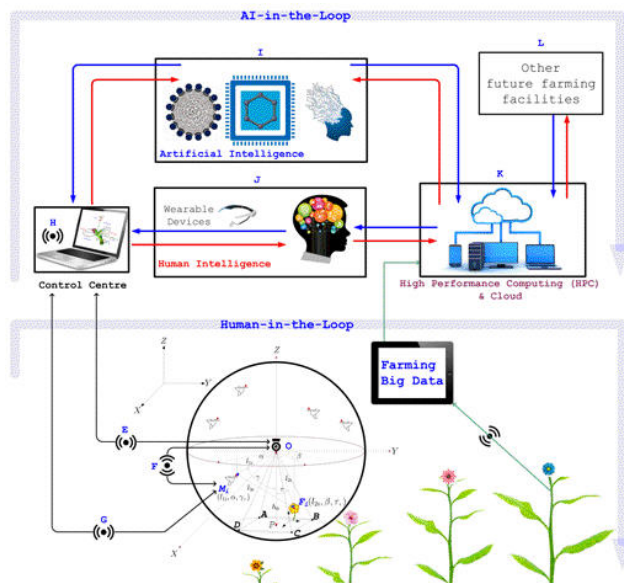 AI-in-the-Loop
I
L
Other
future farming
facilities
Artificial Intelligence
J
K
H
Wearable
Devices
Human Intelligence
Control Centre
High Performance Computing (HPC)
& Cloud
Human-in-the-Loop
Z
Y
X
Z
Farming
Big Data
E
O
Y
α
β
F
G
A
B
D
P
C
X